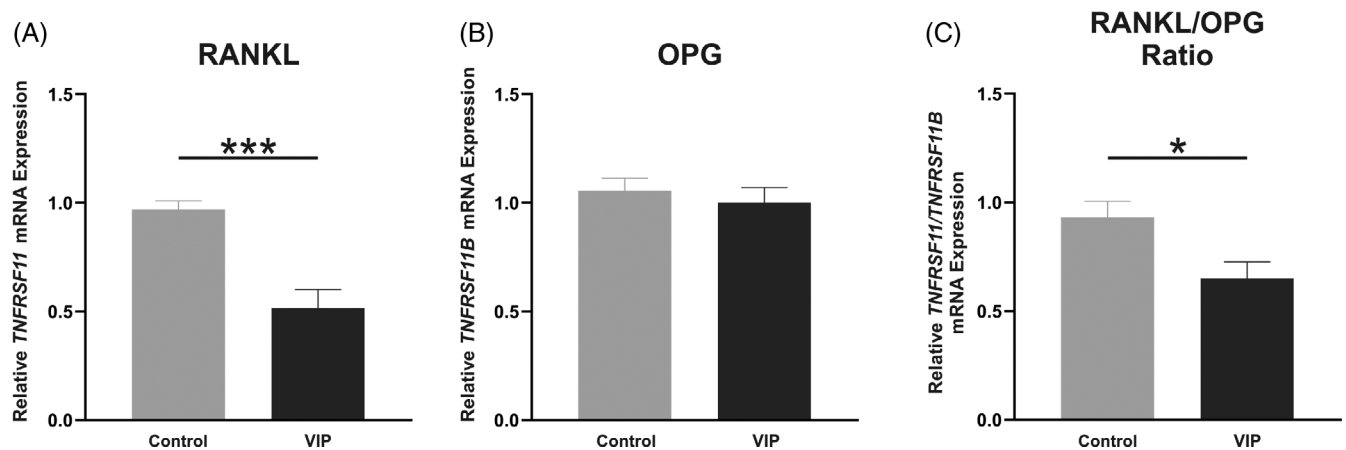 (A)
RANKL
Relative TNFRSF11 mRNA Expression
1.5
1.0
0.5
0.0
***
Control
VIP
(B)
OPG
Relative TNFRSF11B mRNA Expression
1.5
1.0
0.5
0.0
Control
VIP
(C)
RANKL/OPG
Ratio
Relative TNFRSF11/TNFRSF11B
mRNA Expression
1.5
1.0
0.5
0.0
*
Control
VIP